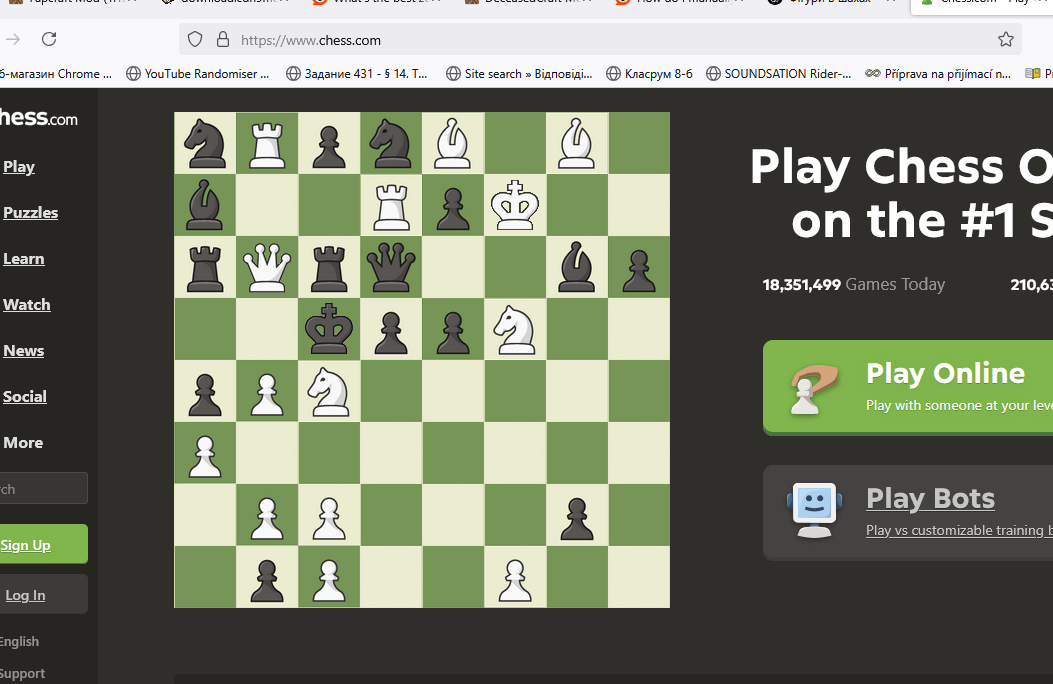 https://www.chess.com
б-магазин Chrome ... YouTube Randomiser ... Задание 431 - § 14. Т... Site search » Відповіді... Класрум 8-б SOUNDSATION Rider-... Příprava na přijímací n...
hess.com
Play
Puzzles
Learn
Watch
News
Social
More
rch
Sign Up
Log In
English
Support
Play Chess O
on the #1 S
18,351,499 Games Today 210,63
Play Online
Play with someone at your leve
Play Bots
Play vs customizable training b